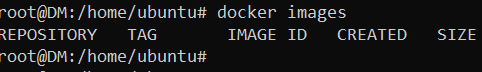 root@DM:/home/ubuntu# docker images
REPOSITORY   TAG       IMAGE ID   CREATED   SIZE
root@DM:/home/ubuntu#